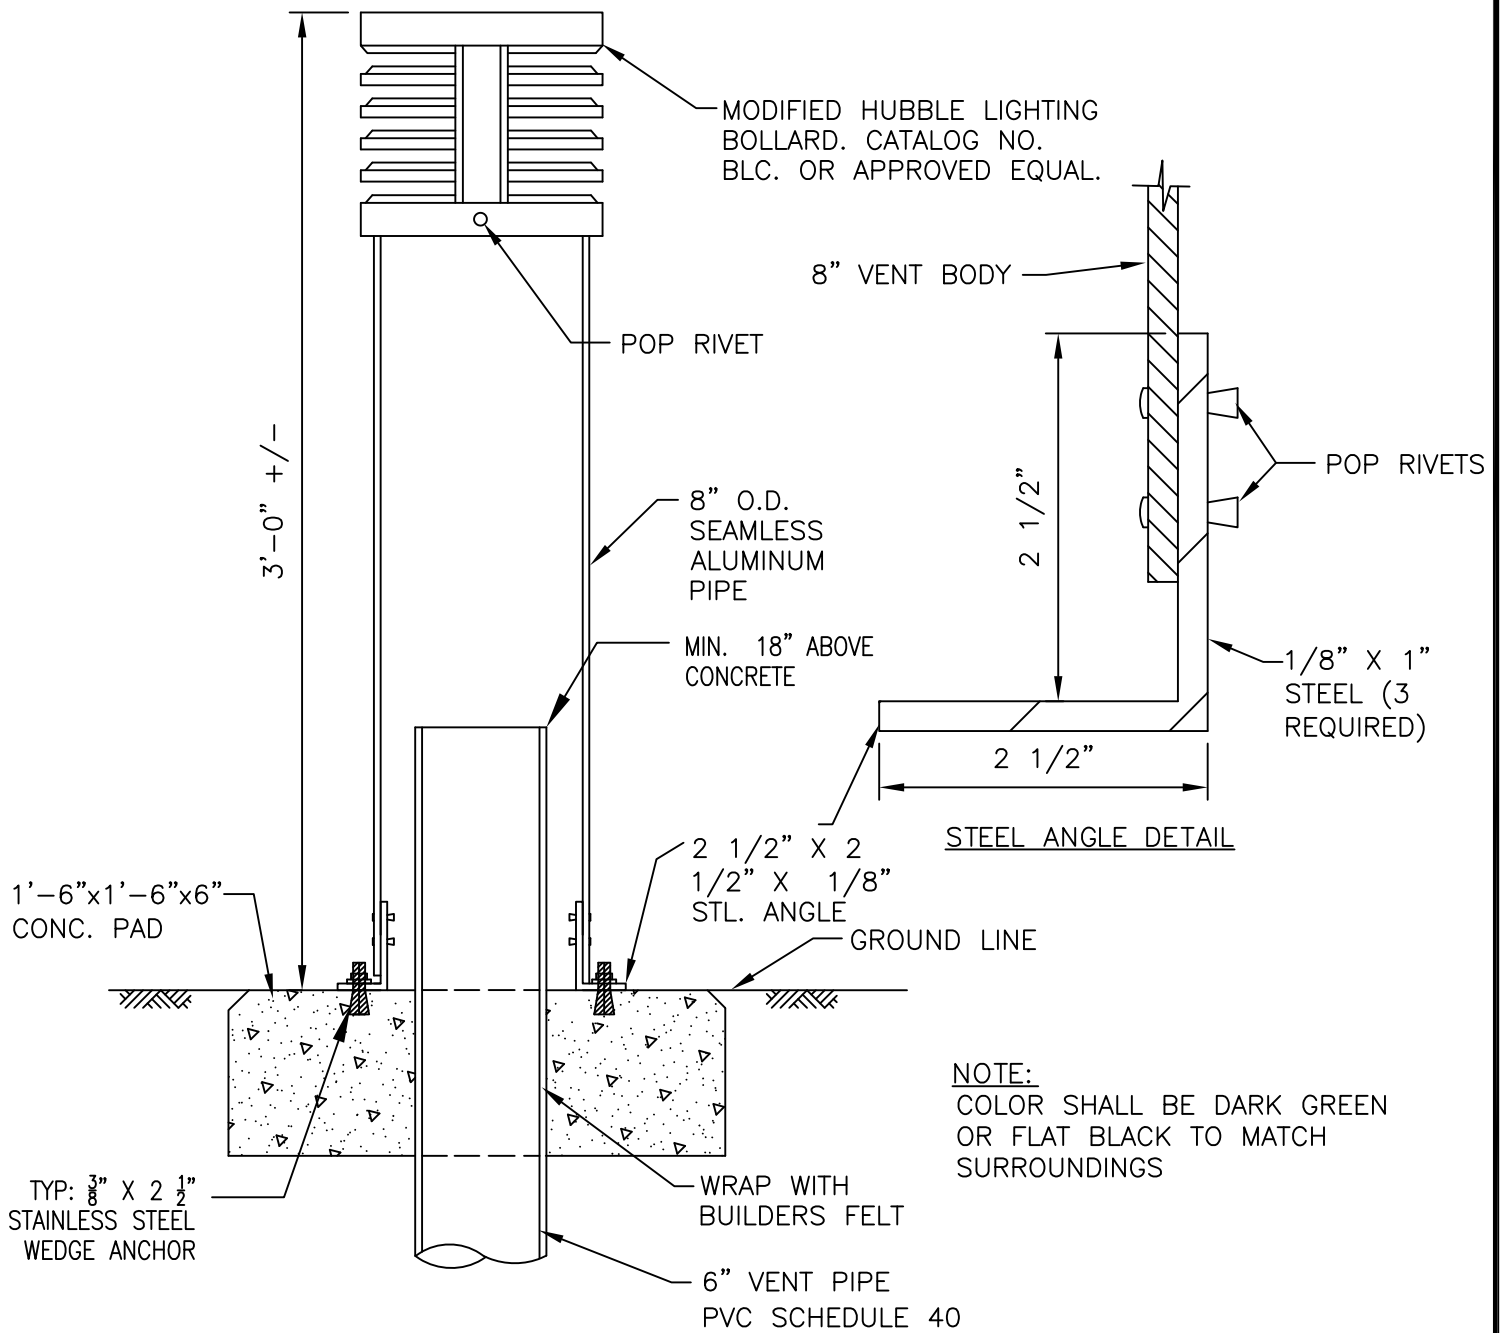 MODIFIED HUBBLE LIGHTING
BOLLARD. CATALOG NO.
BLC. OR APPROVED EQUAL.
8" VENT BODY
POP RIVET
3'-0" +/-
POP RIVETS
2 1/2"
8" O.D.
SEAMLESS
ALUMINUM
PIPE
MIN. 18" ABOVE
CONCRETE
1/8" X 1"
STEEL (3
REQUIRED)
2 1/2"
STEEL ANGLE DETAIL
2 1/2" X 2
1/2" X 1/8"
STL. ANGLE
1'-6"x1'-6"x6"
CONC. PAD
GROUND LINE
NOTE:
COLOR SHALL BE DARK GREEN
OR FLAT BLACK TO MATCH
SURROUNDINGS
TYP: 3/8" X 2 1/2"
STAINLESS STEEL
WEDGE ANCHOR
WRAP WITH
BUILDERS FELT
6" VENT PIPE
PVC SCHEDULE 40